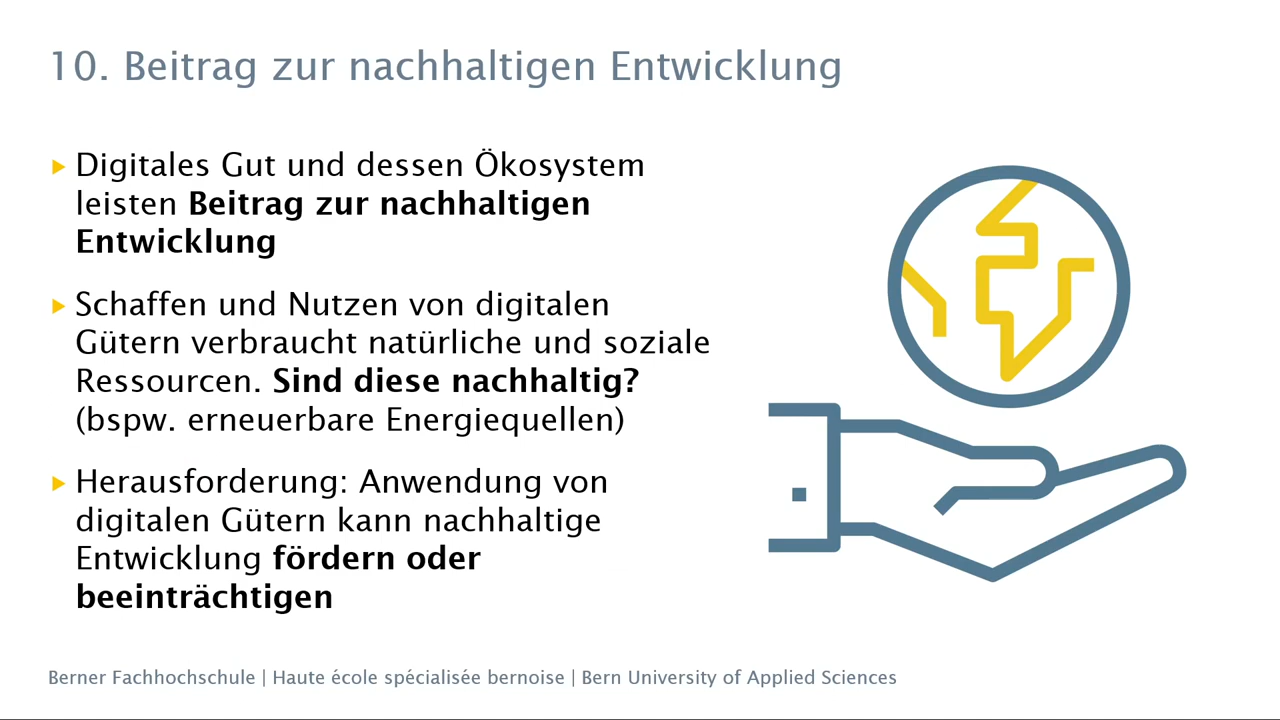 10. Beitrag zur nachhaltigen Entwicklung
Digitales Gut und dessen Ökosystem
leisten Beitrag zur nachhaltigen
Entwicklung
Schaffen und Nutzen von digitalen
Gütern verbraucht natürliche und soziale
Ressourcen. Sind diese nachhaltig?
(bspw. erneuerbare Energiequellen)
Herausforderung: Anwendung von
digitalen Gütern kann nachhaltige
Entwicklung fördern oder
beeinträchtigen
Berner Fachhochschule | Haute école spécialisée bernoise | Bern University of Applied Sciences